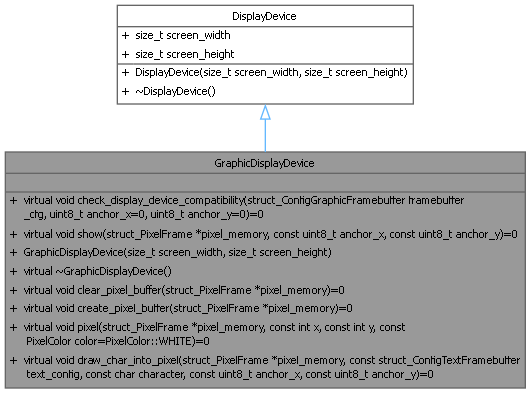 DisplayDevice
+ size_t screen_width
+ size_t screen_height
+ DisplayDevice(size_t screen_width, size_t screen_height)
+ ~DisplayDevice()
GraphicDisplayDevice
+ virtual void check_display_device_compatibility(struct_ConfigGraphicFramebuffer framebuffer
_cfg, uint8_t anchor_x=0, uint8_t anchor_y=0)=0
+ virtual void show(struct_PixelFrame *pixel_memory, const uint8_t anchor_x, const uint8_t anchor_y)=0
+ GraphicDisplayDevice(size_t screen_width, size_t screen_height)
+ virtual ~GraphicDisplayDevice()
+ virtual void clear_pixel_buffer(struct_PixelFrame *pixel_memory)=0
+ virtual void create_pixel_buffer(struct_PixelFrame *pixel_memory)=0
+ virtual void pixel(struct_PixelFrame *pixel_memory, const int x, const int y, const
PixelColor color=PixelColor::WHITE)=0
+ virtual void draw_char_into_pixel(struct_PixelFrame *pixel_memory, const struct_ConfigTextFramebuffer
text_config, const char character, const uint8_t anchor_x, const uint8_t anchor_y)=0